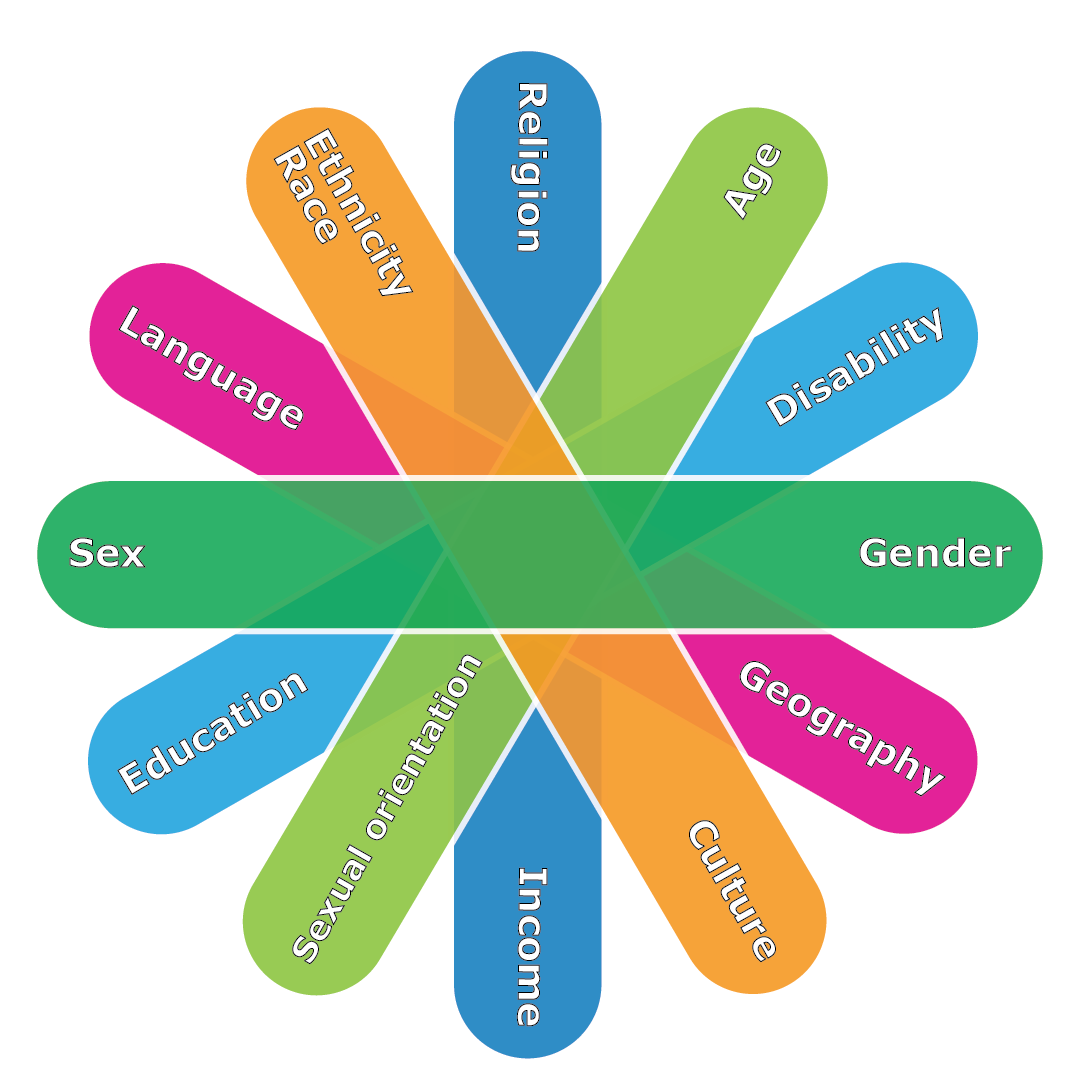 Religion
Age
Ethnicity
Race
Disability
Language
Sex
Gender
Education
Geography
Sexual orientation
Culture
Income